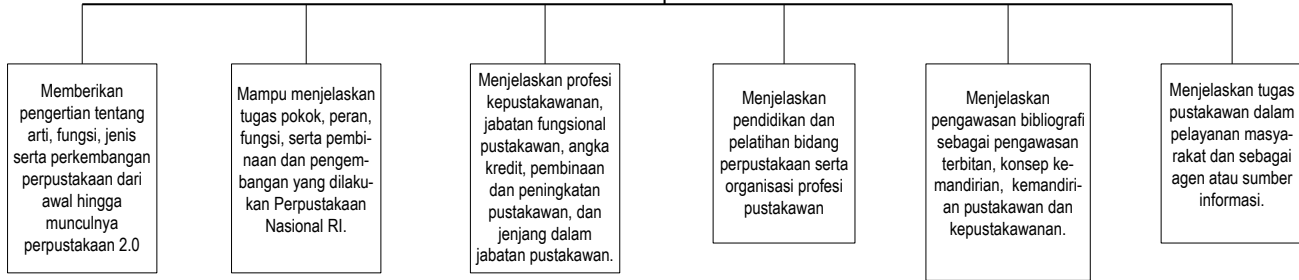 Memberikan
pengertian tentang
arti, fungsi, jenis
serta perkembangan
perpustakaan dari
awal hingga
munculnya
perpustakaan 2.0
Mampu menjelaskan
tugas pokok, peran,
fungsi, serta pembi-
naan dan pengem-
bangan yang dilaku-
kan Perpustakaan
Nasional RI.
Menjelaskan profesi
kepustakawanan,
jabatan fungsional
pustakawan, angka
kredit, pembinaan
dan peningkatan
pustakawan, dan
jenjang dalam
jabatan pustakawan.
Menjelaskan
pendidikan dan
pelatihan bidang
perpustakaan serta
organisasi profesi
pustakawan
Menjelaskan
pengawasan bibliografi
sebagai pengawasan
terbitan, konsep ke-
mandirian, kemandiri-
an pustakawan dan
kepustakawanan.
Menjelaskan tugas
pustakawan dalam
pelayanan masya-
rakat dan sebagai
agen atau sumber
informasi.